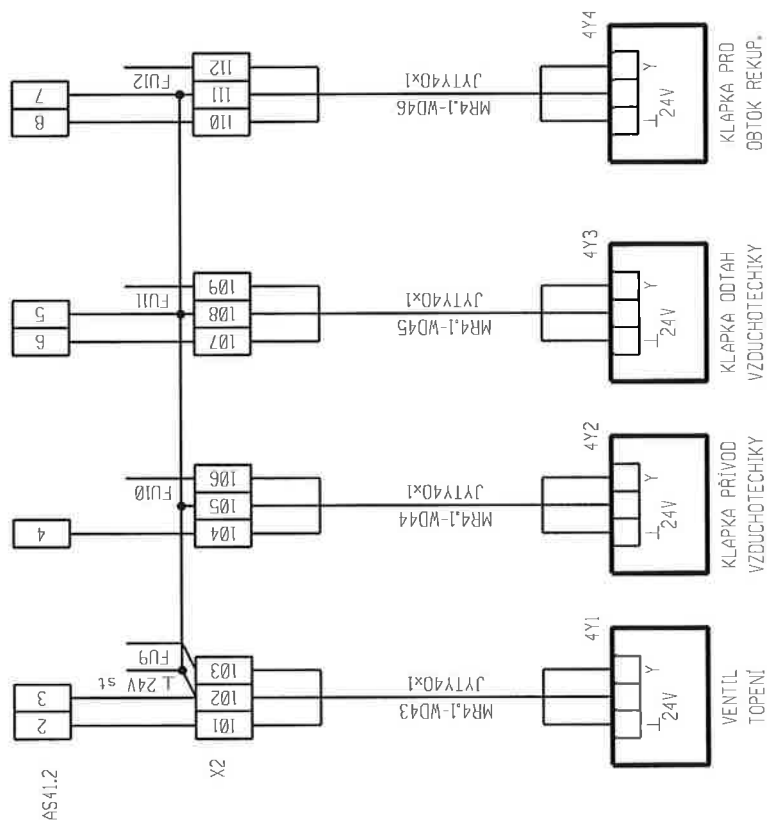 AS41.2
2
3
4
6
5
8
7
⊥ 24V st
FU9
FU10
FU11
FU12
X2
101
102
103
104
105
106
107
108
109
110
111
112
MR4.1-WD43
JYTY4Ox1
MR4.1-WD44
JYTY4Ox1
MR4.1-WD45
JYTY4Ox1
MR4.1-WD46
JYTY4Ox1
4Y1
⊥
24V
Y
4Y2
⊥
24V
Y
4Y3
⊥
24V
Y
4Y4
⊥
24V
Y
VENTIL
TOPENÍ
KLAPKA PŘÍVOD
VZDUCHOTECHIKY
KLAPKA ODTAH
VZDUCHOTECHIKY
KLAPKA PRO
OBTOK REKUP.